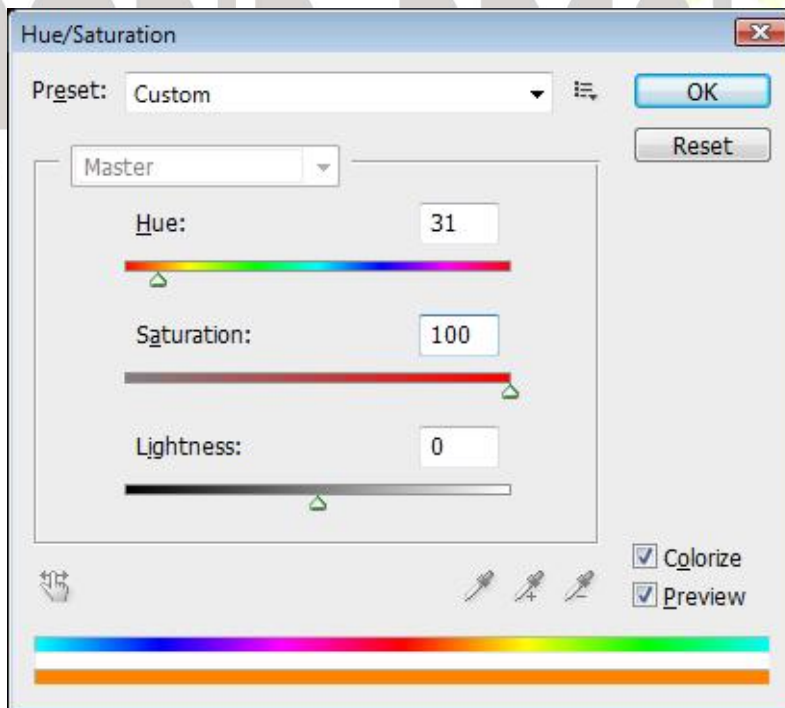 Hue/Saturation
Preset: Custom
OK
Reset
Master
Hue: 31
Saturation: 100
Lightness: 0
Colorize
Preview